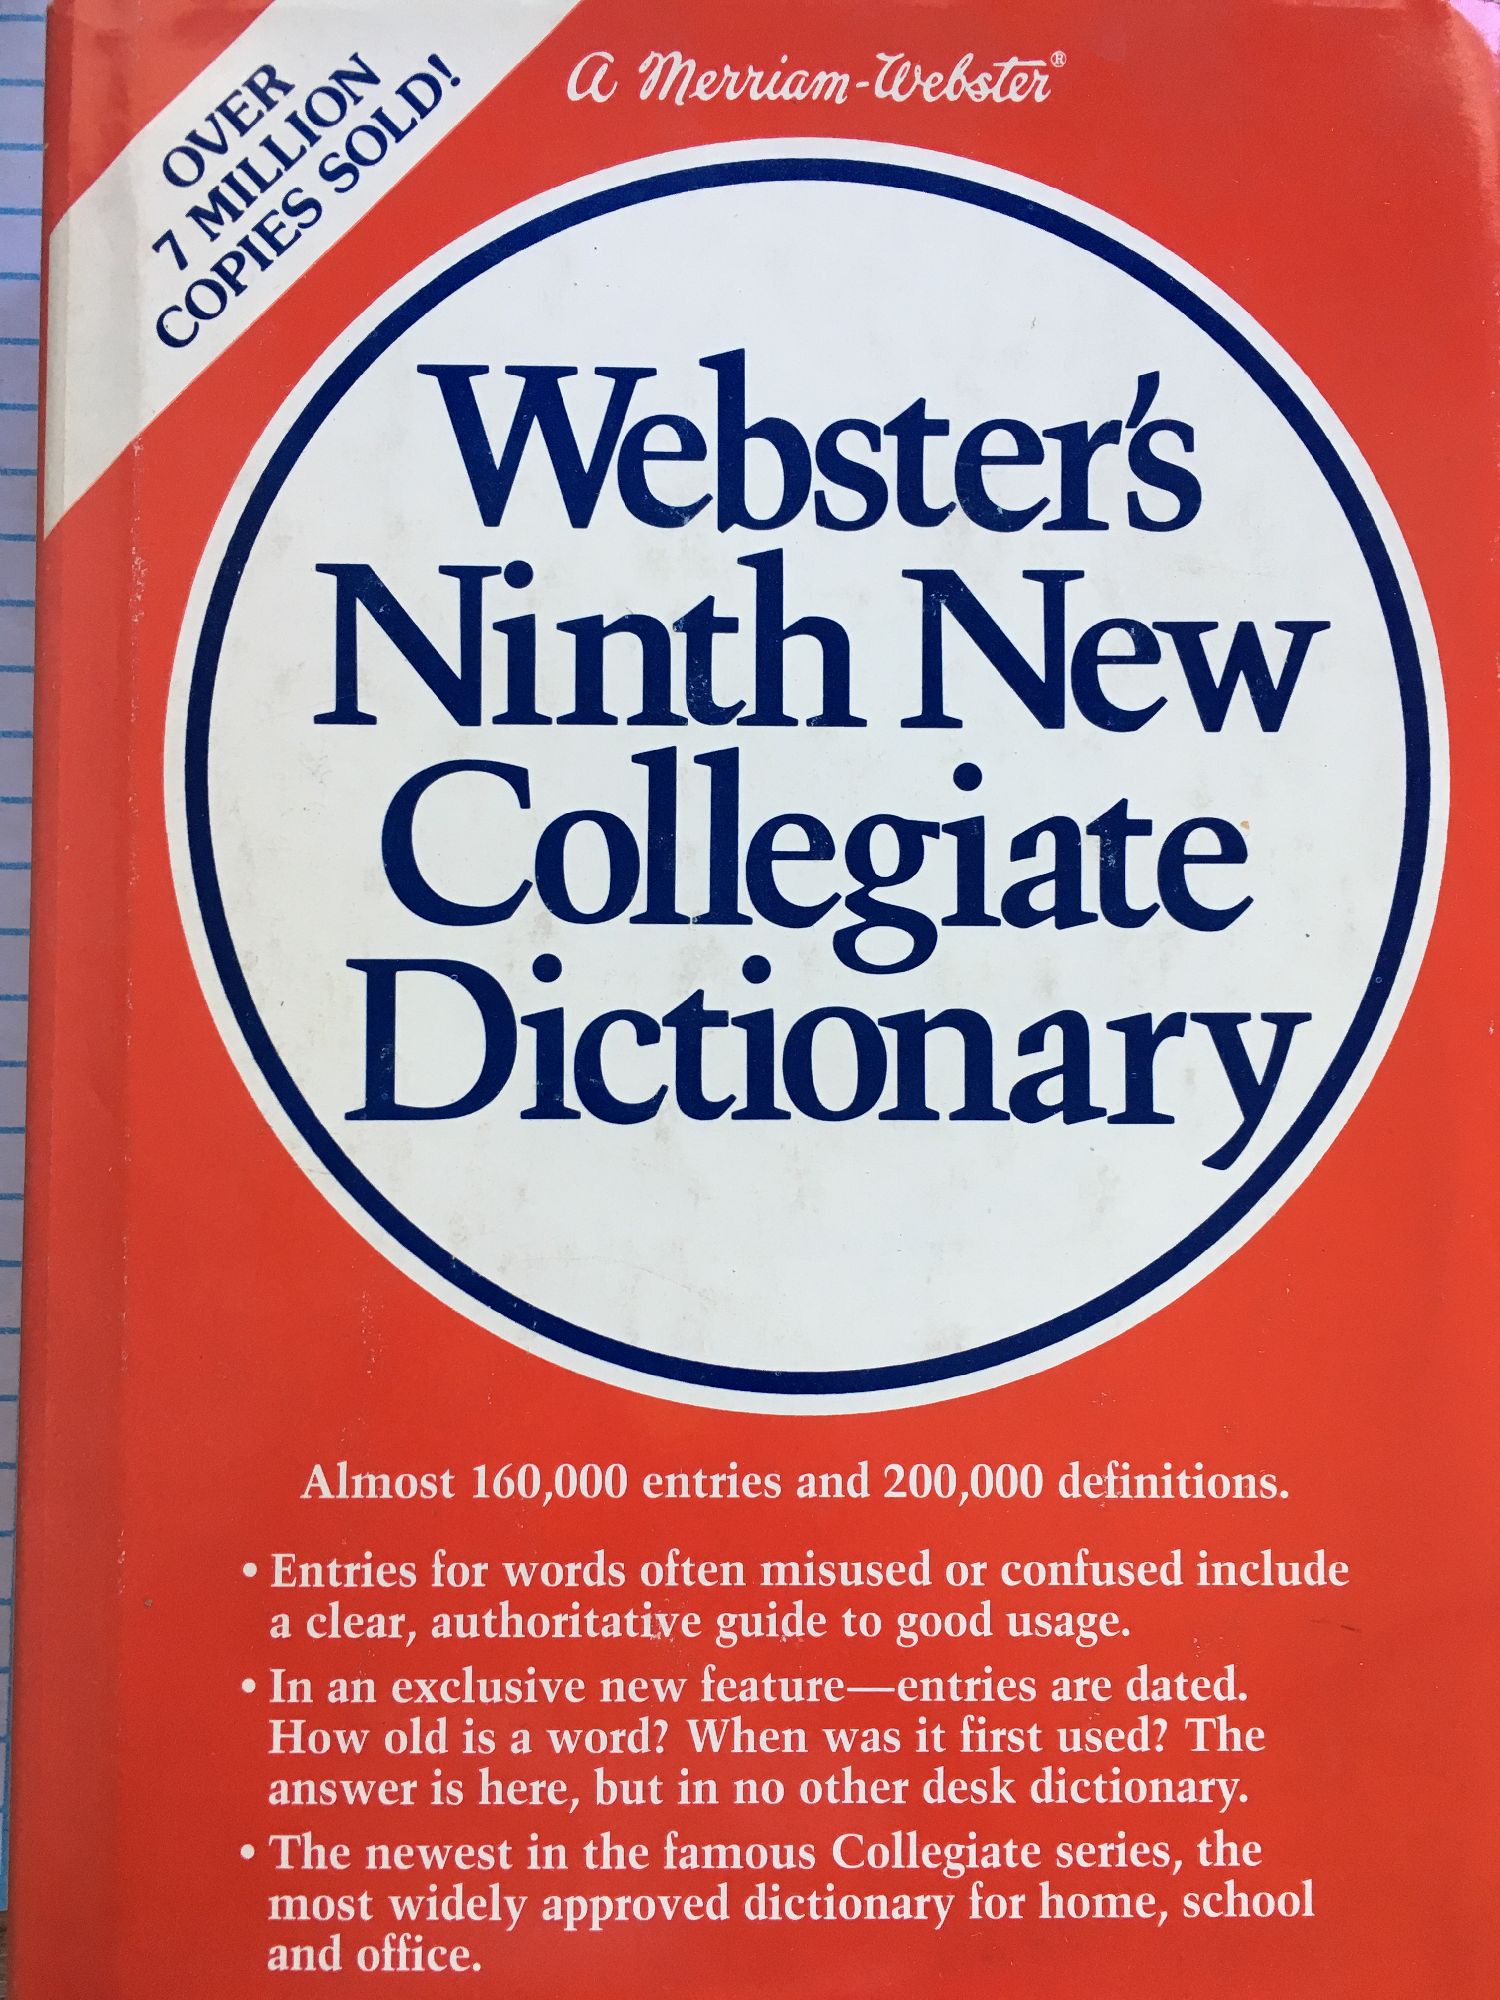 OVER
7 MILLION
COPIES SOLD!
A Merriam-Webster®
Webster's
Ninth New
Collegiate
Dictionary
Almost 160,000 entries and 200,000 definitions.
• Entries for words often misused or confused include
a clear, authoritative guide to good usage.
• In an exclusive new feature—entries are dated.
How old is a word? When was it first used? The
answer is here, but in no other desk dictionary.
• The newest in the famous Collegiate series, the
most widely approved dictionary for home, school
and office.